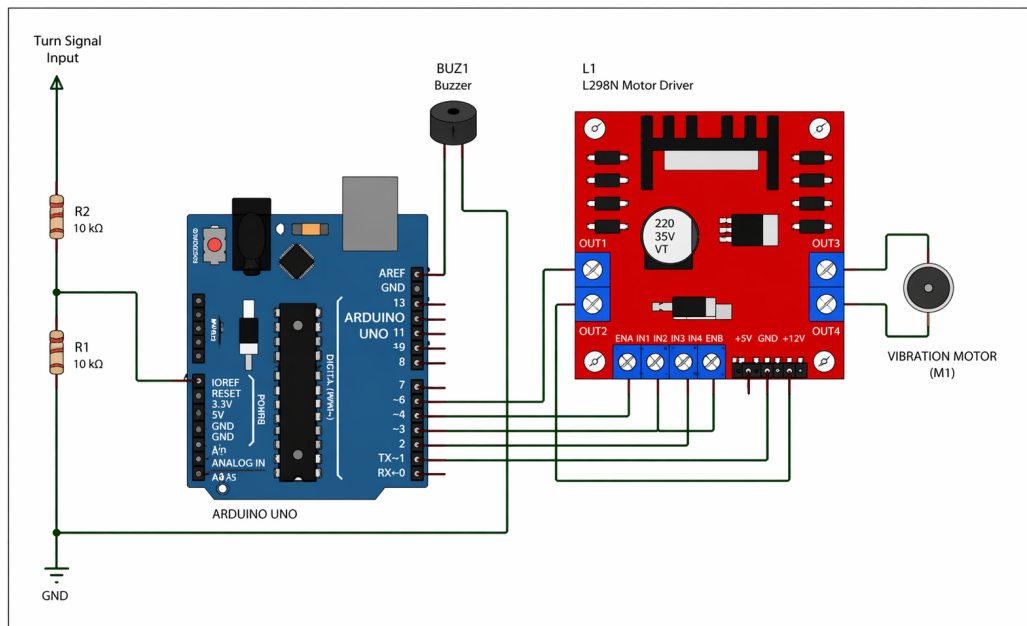 Turn Signal
Input
R2
10 kΩ
R1
10 kΩ
GND
BUZ1
Buzzer
AREF
GND
13
ARDUINO
UNO 11
8
7
~6
~4
~3
2
TX~1
RX←0
IOREF
RESET
3.3V
5V
GND
GND
ANALOG IN
ARDUINO UNO
L1
L298N Motor Driver
220
35V
VT
OUT1
OUT3
OUT2
OUT4
ENA IN1 IN2 IN3 IN4 ENB
+5V GND +12V
VIBRATION MOTOR
(M1)